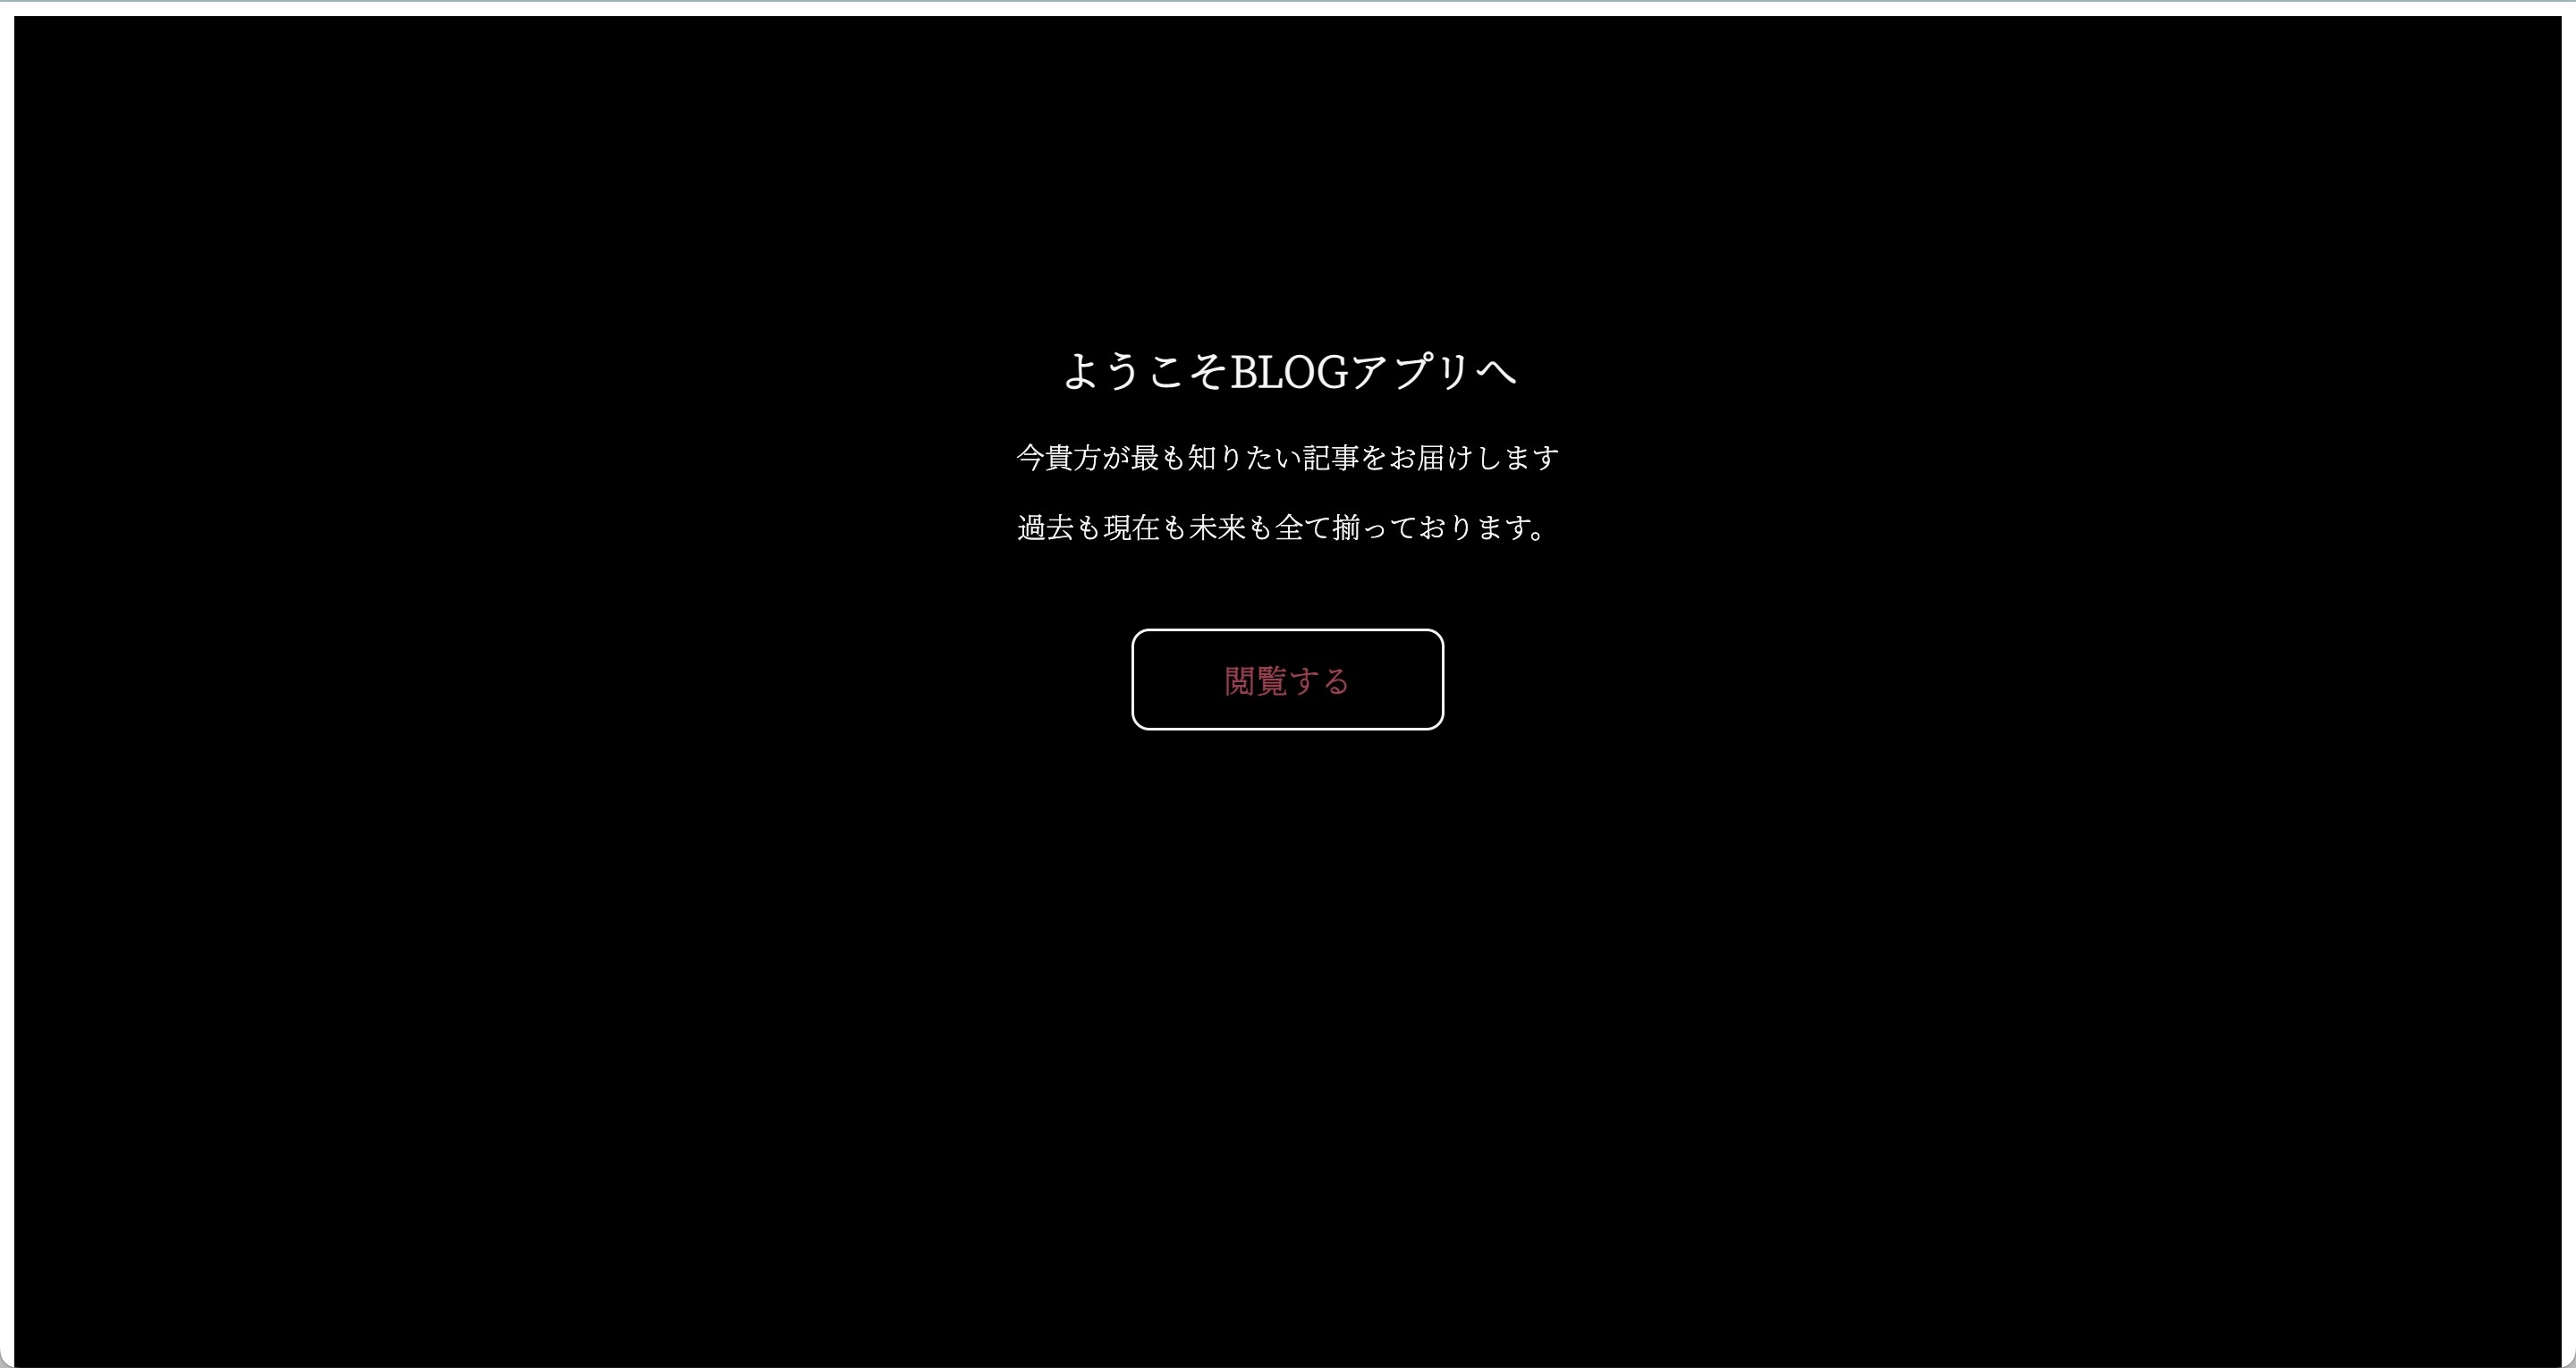 ようこそBLOGアプリへ
今貴方が最も知りたい記事をお届けします
過去も現在も未来も全て揃っております。
閲覧する